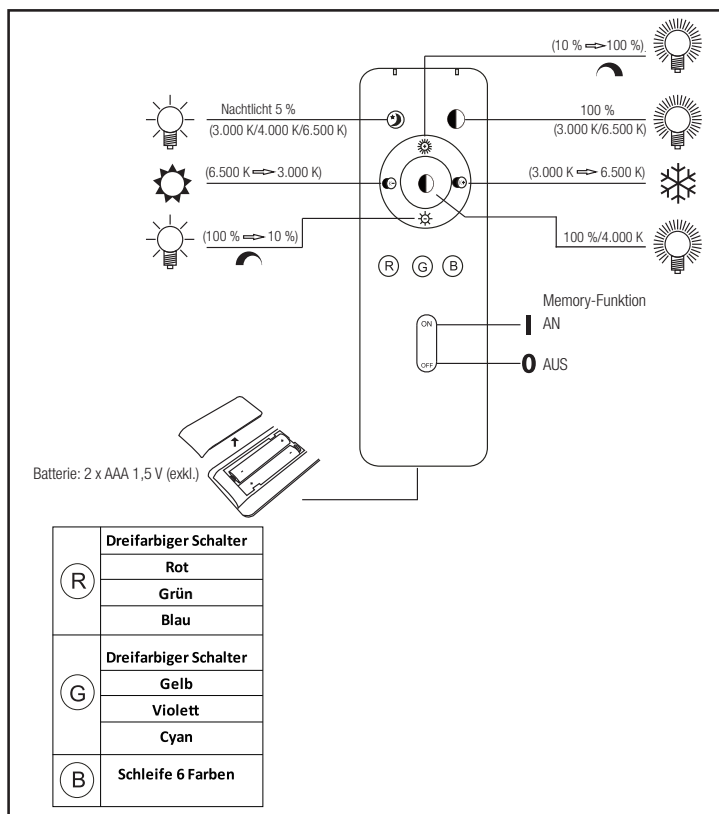 (10 % ⇨ 100 %)
Nachtlicht 5 %
(3.000 K/4.000 K/6.500 K)
100 %
(3.000 K/6.500 K)
(6.500 K ⇨ 3.000 K)
(3.000 K ⇨ 6.500 K)
(100 % ⇨ 10 %)
100 %/4.000 K
R G B
Memory-Funktion
ON
AN
OFF
AUS
Batterie: 2 x AAA 1,5 V (exkl.)
R
Dreifarbiger Schalter
Rot
Grün
Blau
G
Dreifarbiger Schalter
Gelb
Violett
Cyan
B
Schleife 6 Farben